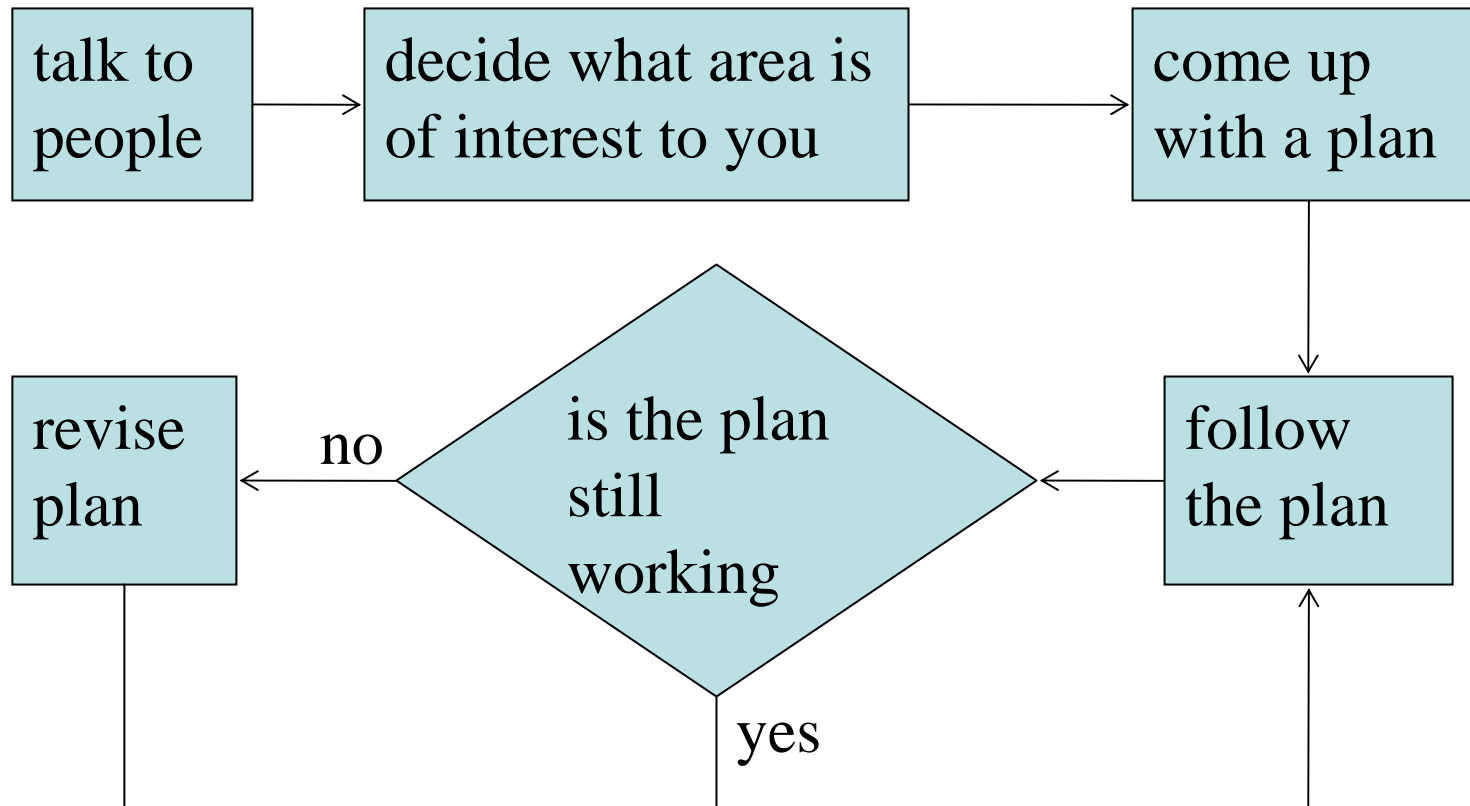 talk to
people
decide what area is
of interest to you
come up
with a plan
follow
the plan
is the plan
still
working
no
revise
plan
yes